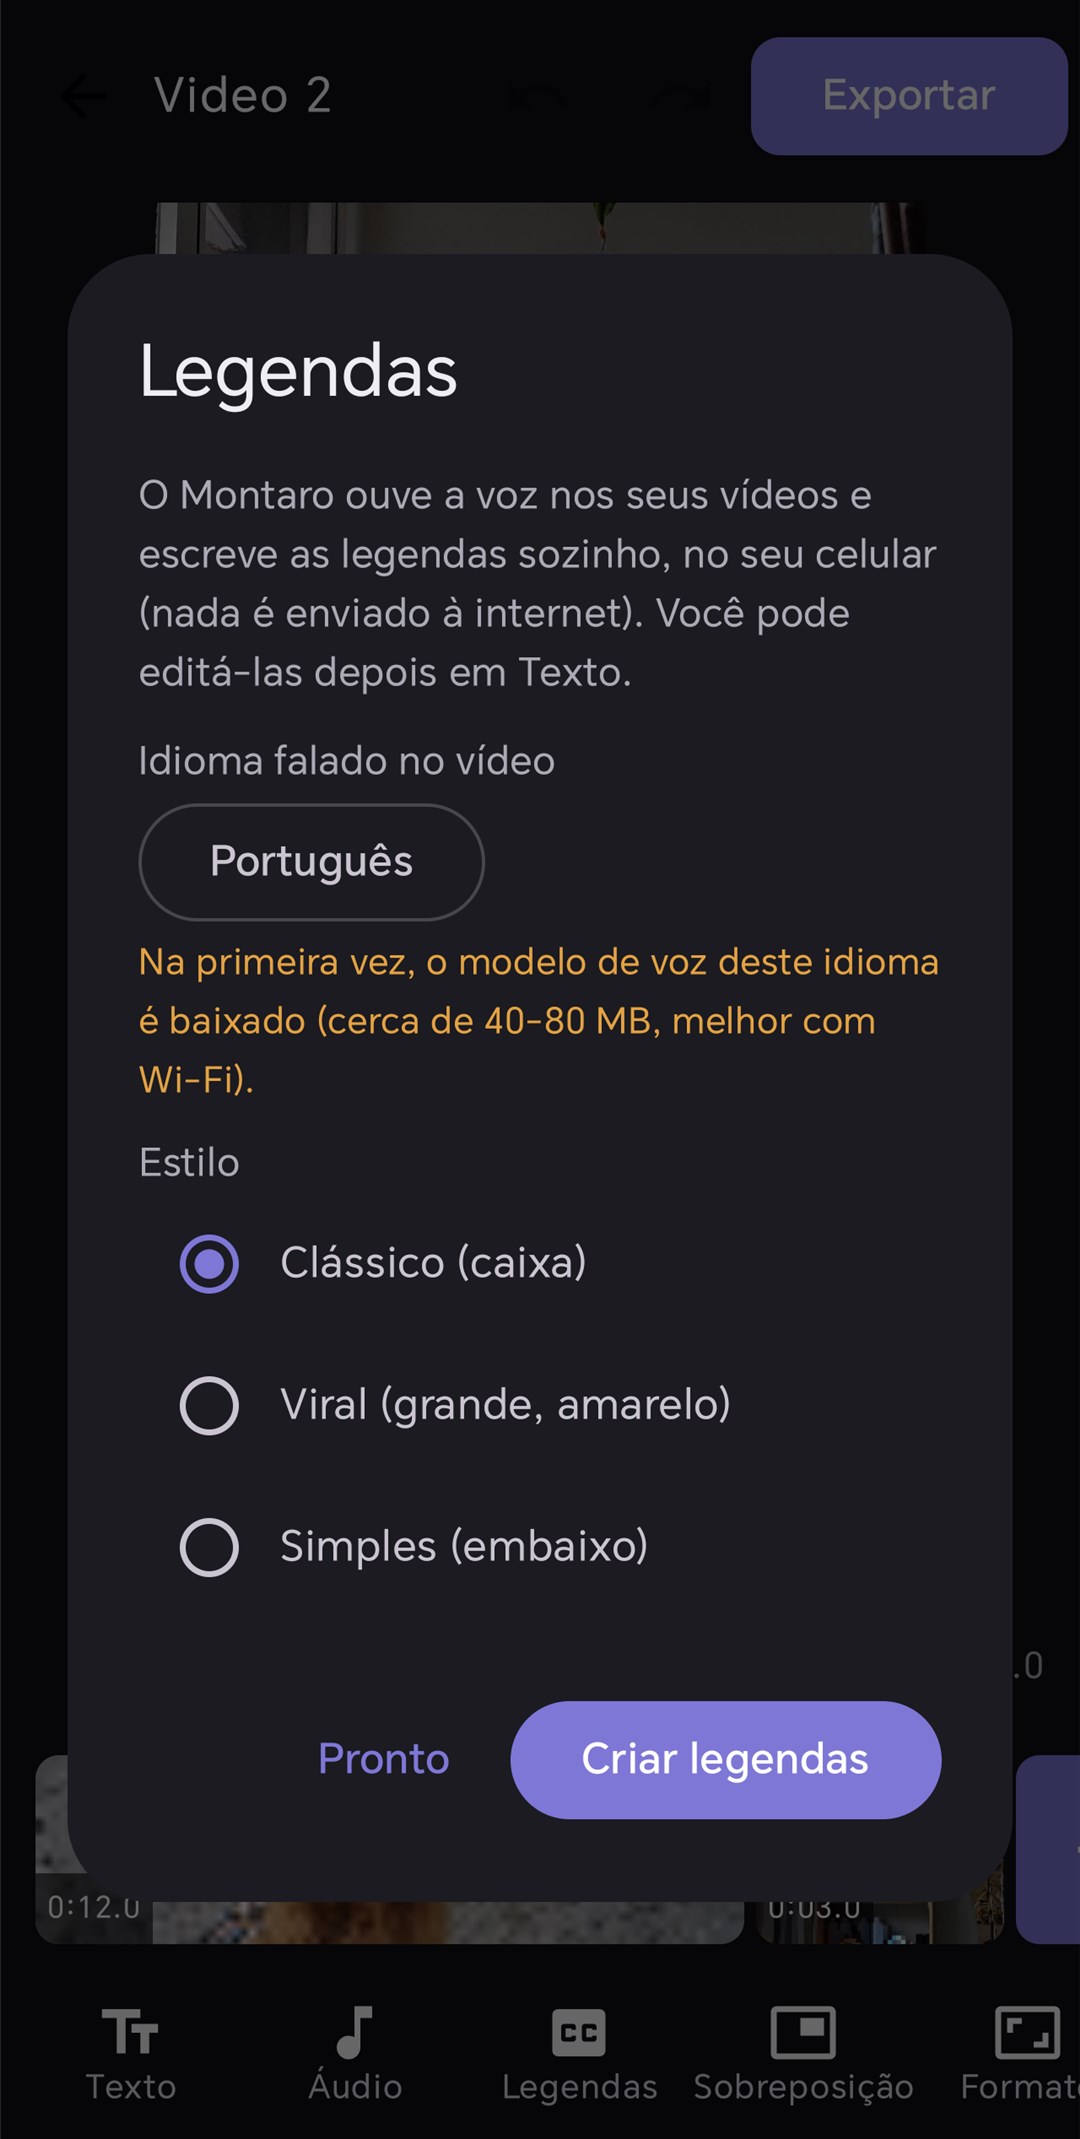 Video 2
Exportar
Legendas
O Montaro ouve a voz nos seus vídeos e
escreve as legendas sozinho, no seu celular
(nada é enviado à internet). Você pode
editá-las depois em Texto.
Idioma falado no vídeo
Português
Na primeira vez, o modelo de voz deste idioma
é baixado (cerca de 40-80 MB, melhor com
Wi-Fi).
Estilo
Clássico (caixa)
Viral (grande, amarelo)
Simples (embaixo)
.0
Pronto
Criar legendas
0:12.0
0:03.0
Texto
Áudio
CC
Legendas
Sobreposição
Format